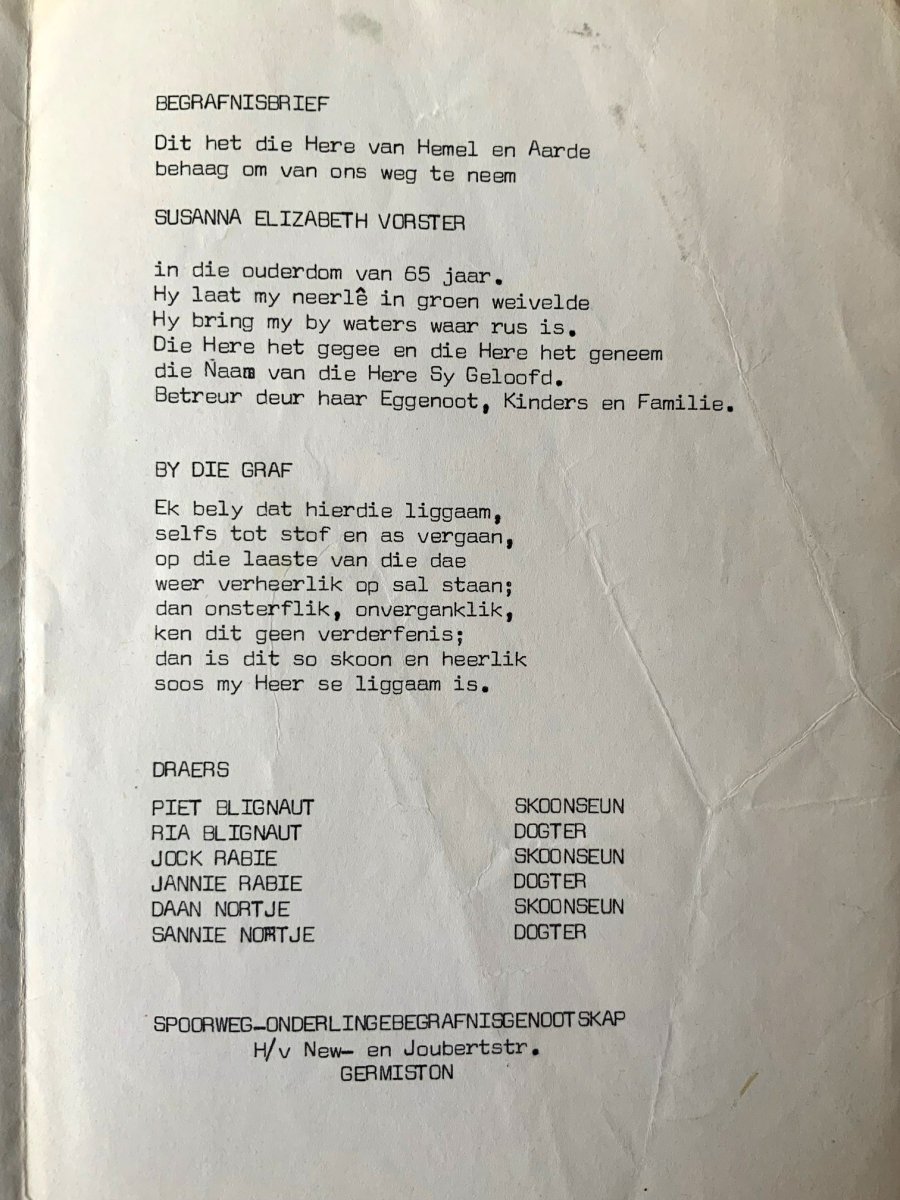 BEGRAFNISBRIEF
Dit het die Here van Hemel en Aarde
behaag om van ons weg te neem
SUSANNA ELIZABETH VORSTER
in die ouderdom van 65 jaar.
Hy laat my neerlê in groen weivelde
Hy bring my by waters waar rus is.
Die Here het gegee en die Here het geneem
die Naam van die Here Sy Geloofd.
Betreur deur haar Eggenoot, Kinders en Familie.
BY DIE GRAF
Ek bely dat hierdie liggaam,
selfs tot stof en as vergaan,
op die laaste van die dae
weer verheerlik op sal staan;
dan onsterflik, onverganklik,
ken dit geen verderfenis;
dan is dit so skoon en heerlik
soos my Heer se liggaam is.
DRAERS
PIET BLIGNAUT SKOONSEUN
RIA BLIGNAUT DOGTER
JOCK RABIE SKOONSEUN
JANNIE RABIE DOGTER
DAAN NORTJE SKOONSEUN
SANNIE NORTJE DOGTER
SPOORWEG-ONDERLINGEBEGRAFNISGENOOTSKAP
H/v New- en Joubertstr.
GERMISTON